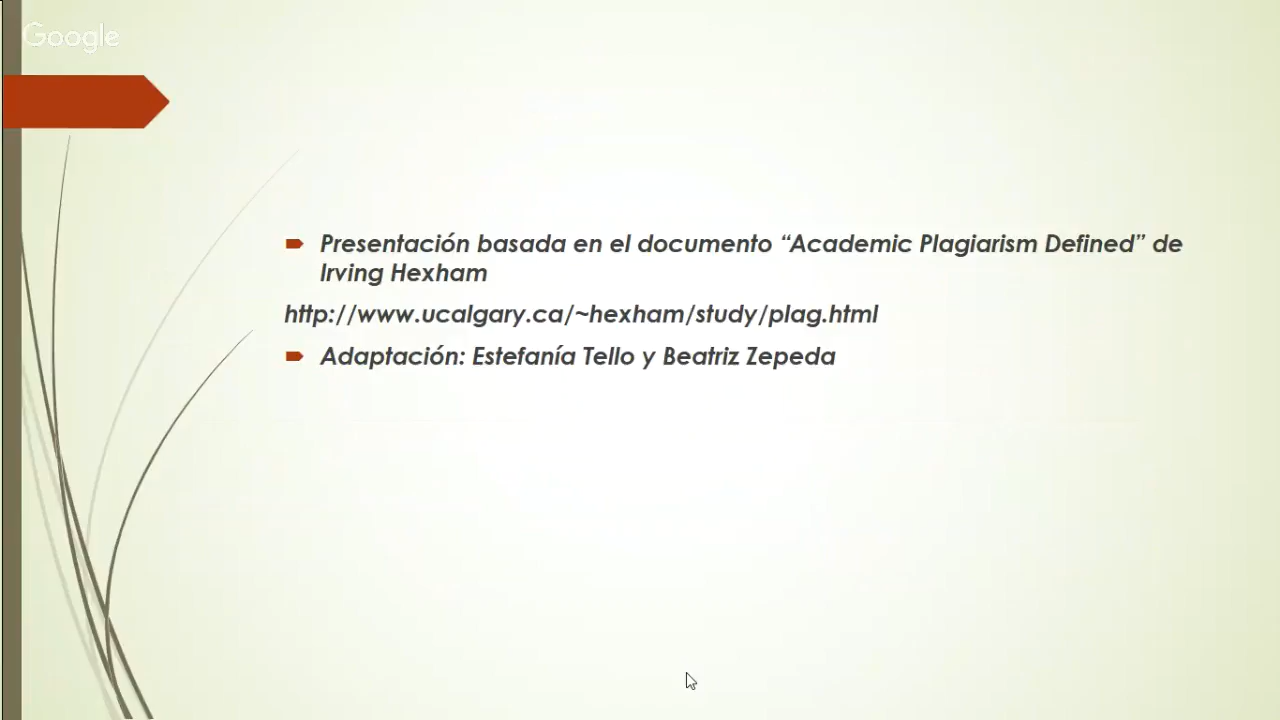 Google
Presentación basada en el documento “Academic Plagiarism Defined” de
Irving Hexham
http://www.ucalgary.ca/~hexham/study/plag.html
Adaptación: Estefanía Tello y Beatriz Zepeda